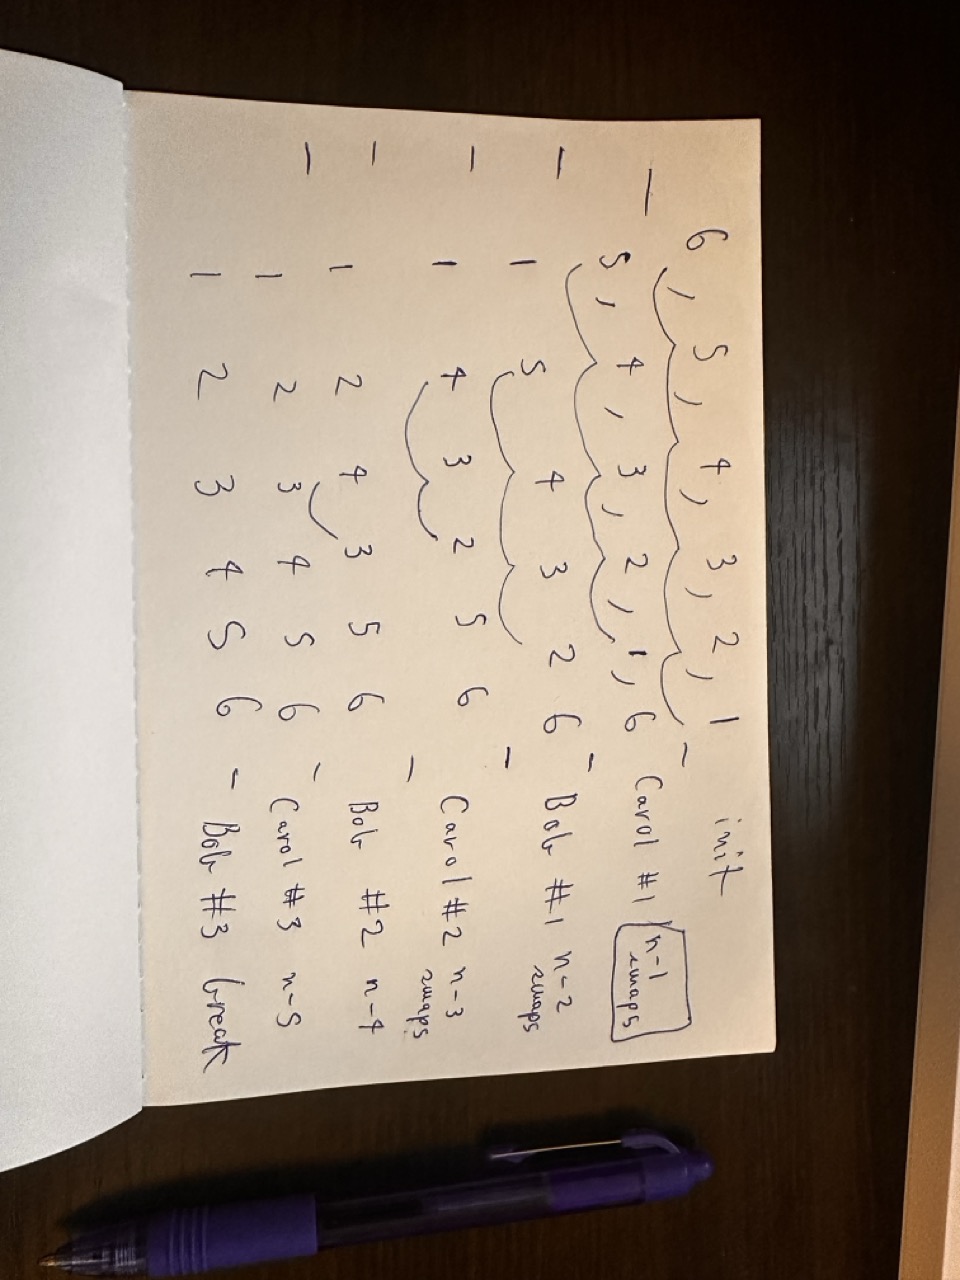 6, 5, 4, 3, 2, 1 init
— 5, 4, 3, 2, 1, 6 – Carol #1 n-1 swaps
– 1 5 4 3 2 6 – Bob #1 n-2 swaps
– 1 4 3 2 5 6 – Carol #2 n-3 swaps
– 1 2 4 3 5 6 – Bob #2 n-4
– 1 2 3 4 5 6 – Carol #3 n-5
1 2 3 4 5 6 – Bob #3 break